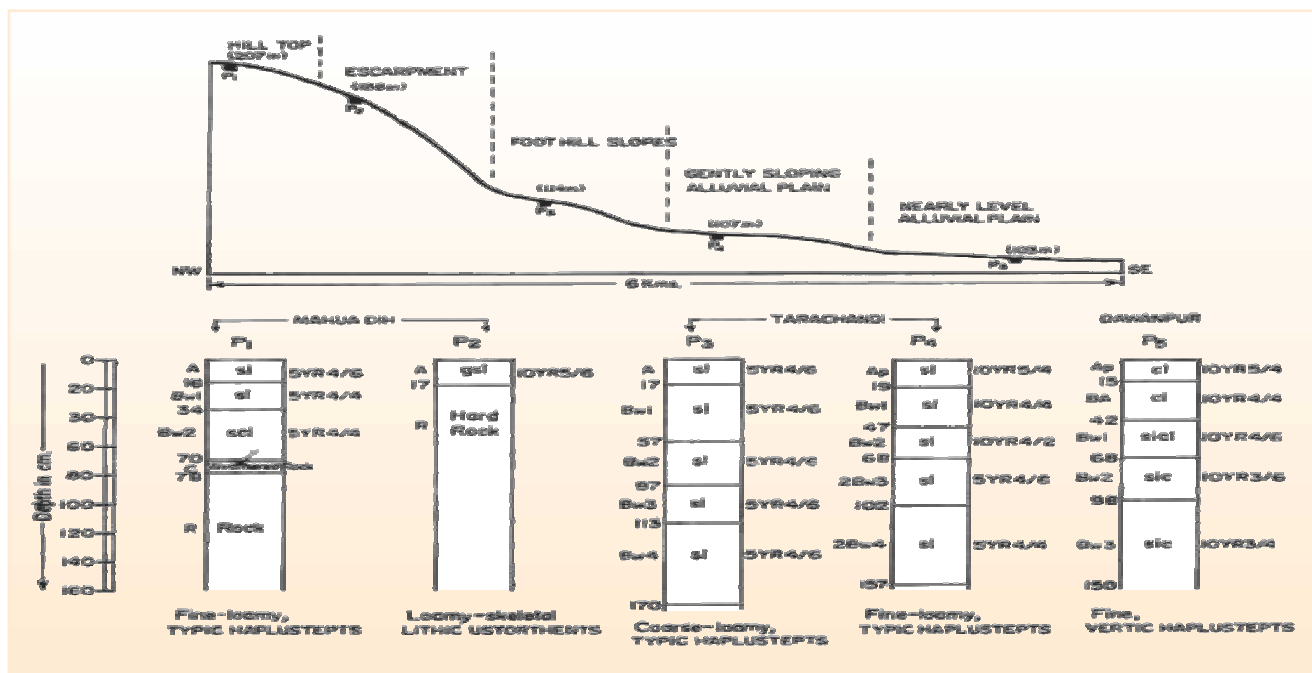 HILL TOP
(207m)
P1
ESCARPMENT
P2
FOOT HILL SLOPES
(114m)
P3
GENTLY SLOPING
ALLUVIAL PLAIN
(107m)
P4
NEARLY LEVEL
ALLUVIAL PLAIN
P5
NW
SE
6 Kms.
MAHUA DIH
TARACHANDI
DAWANPUR
P1
P2
P3
P4
P5
Depth in cm.
0
20
30
60
80
100
120
140
160
A
sl
5YR4/6
16
Bw1
sl
5YR4/4
34
Bw2
scl
5YR4/4
70
C
78
R
Rock
Fine-loamy,
TYPIC HAPLUSTEPTS
A
gsl
10YR5/6
17
R
Hard
Rock
Loamy-skeletal
LITHIC USTORTHENTS
A
sl
5YR4/6
17
Bw1
sl
5YR4/6
57
Bw2
sl
5YR4/6
87
Bw3
sl
5YR4/6
113
Bw4
sl
5YR4/6
170
Coarse-loamy,
TYPIC HAPLUSTEPTS
Ap
sl
10YR5/4
19
Bw1
sl
10YR4/4
47
Bw2
sl
10YR4/2
68
2Bw3
sl
5YR4/6
102
2Bw4
sl
5YR4/4
157
Fine-loamy,
TYPIC HAPLUSTEPTS
Ap
cl
10YR5/4
15
BA
cl
10YR4/4
42
Bw1
sicl
10YR4/6
68
Bw2
sic
10YR3/6
98
Bw3
sic
10YR3/4
150
Fine,
VERTIC HAPLUSTEPTS